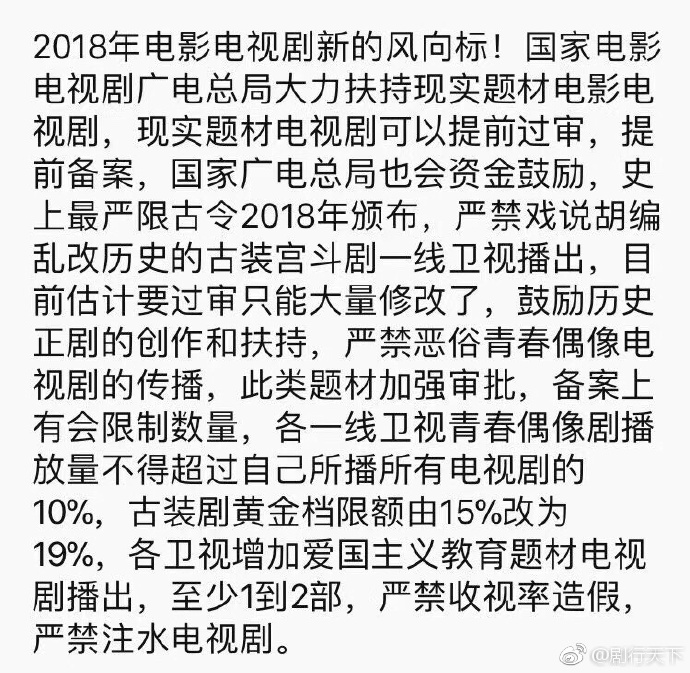 2018年电影电视剧新的风向标！国家电影
电视剧广电总局大力扶持现实题材电影电
视剧，现实题材电视剧可以提前过审，提
前备案，国家广电总局也会资金鼓励，史
上最严限古令2018年颁布，严禁戏说胡编
乱改历史的古装宫斗剧一线卫视播出，目
前估计要过审只能大量修改了，鼓励历史
正剧的创作和扶持，严禁恶俗青春偶像电
视剧的传播，此类题材加强审批，备案上
有会限制数量，各一线卫视青春偶像剧播
放量不得超过自己所播所有电视剧的
10%，古装剧黄金档限额由15%改为
19%，各卫视增加爱国主义教育题材电视
剧播出，至少1到2部，严禁收视率造假，
严禁注水电视剧。
@剧行天下